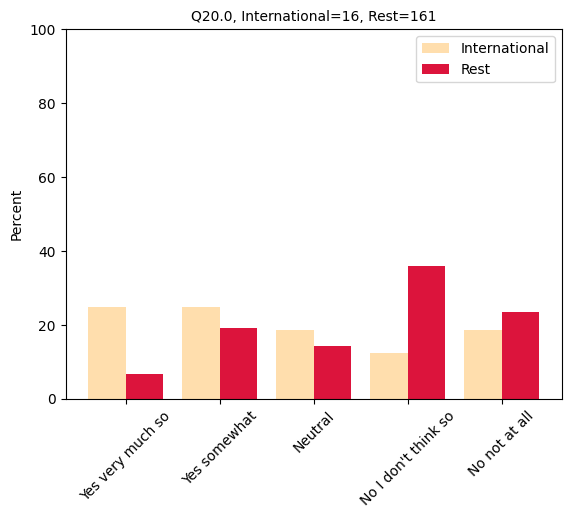 Q20.0, International=16, Rest=161
International
Rest
Percent
100
80
60
40
20
0
Yes very much so
Yes somewhat
Neutral
No I don't think so
No not at all